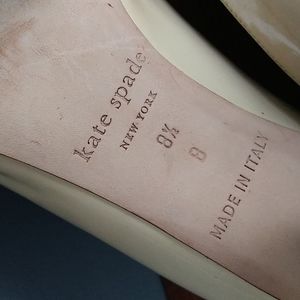 kate spade
NEW YORK
8½
B
MADE IN ITALY